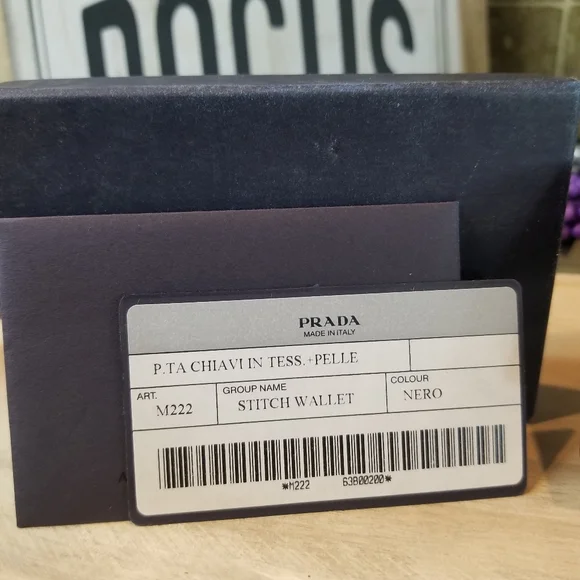 POCUS
PRADA
MADE IN ITALY
P.TA CHIAVI IN TESS.+PELLE
ART.
M222
GROUP NAME
STITCH WALLET
COLOUR
NERO
*M222 63B00200*